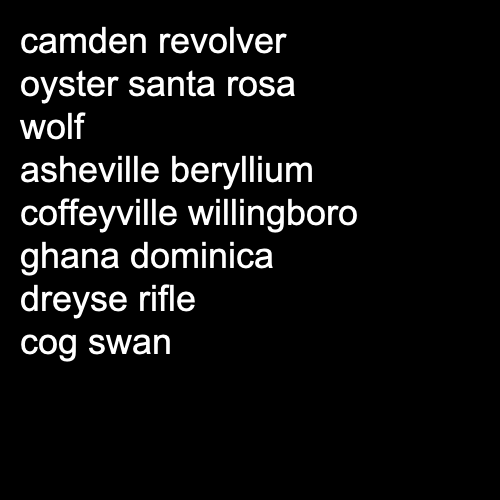 camden revolver
oyster santa rosa
wolf
asheville beryllium
coffeyville willingboro
ghana dominica
dreyse rifle
cog swan